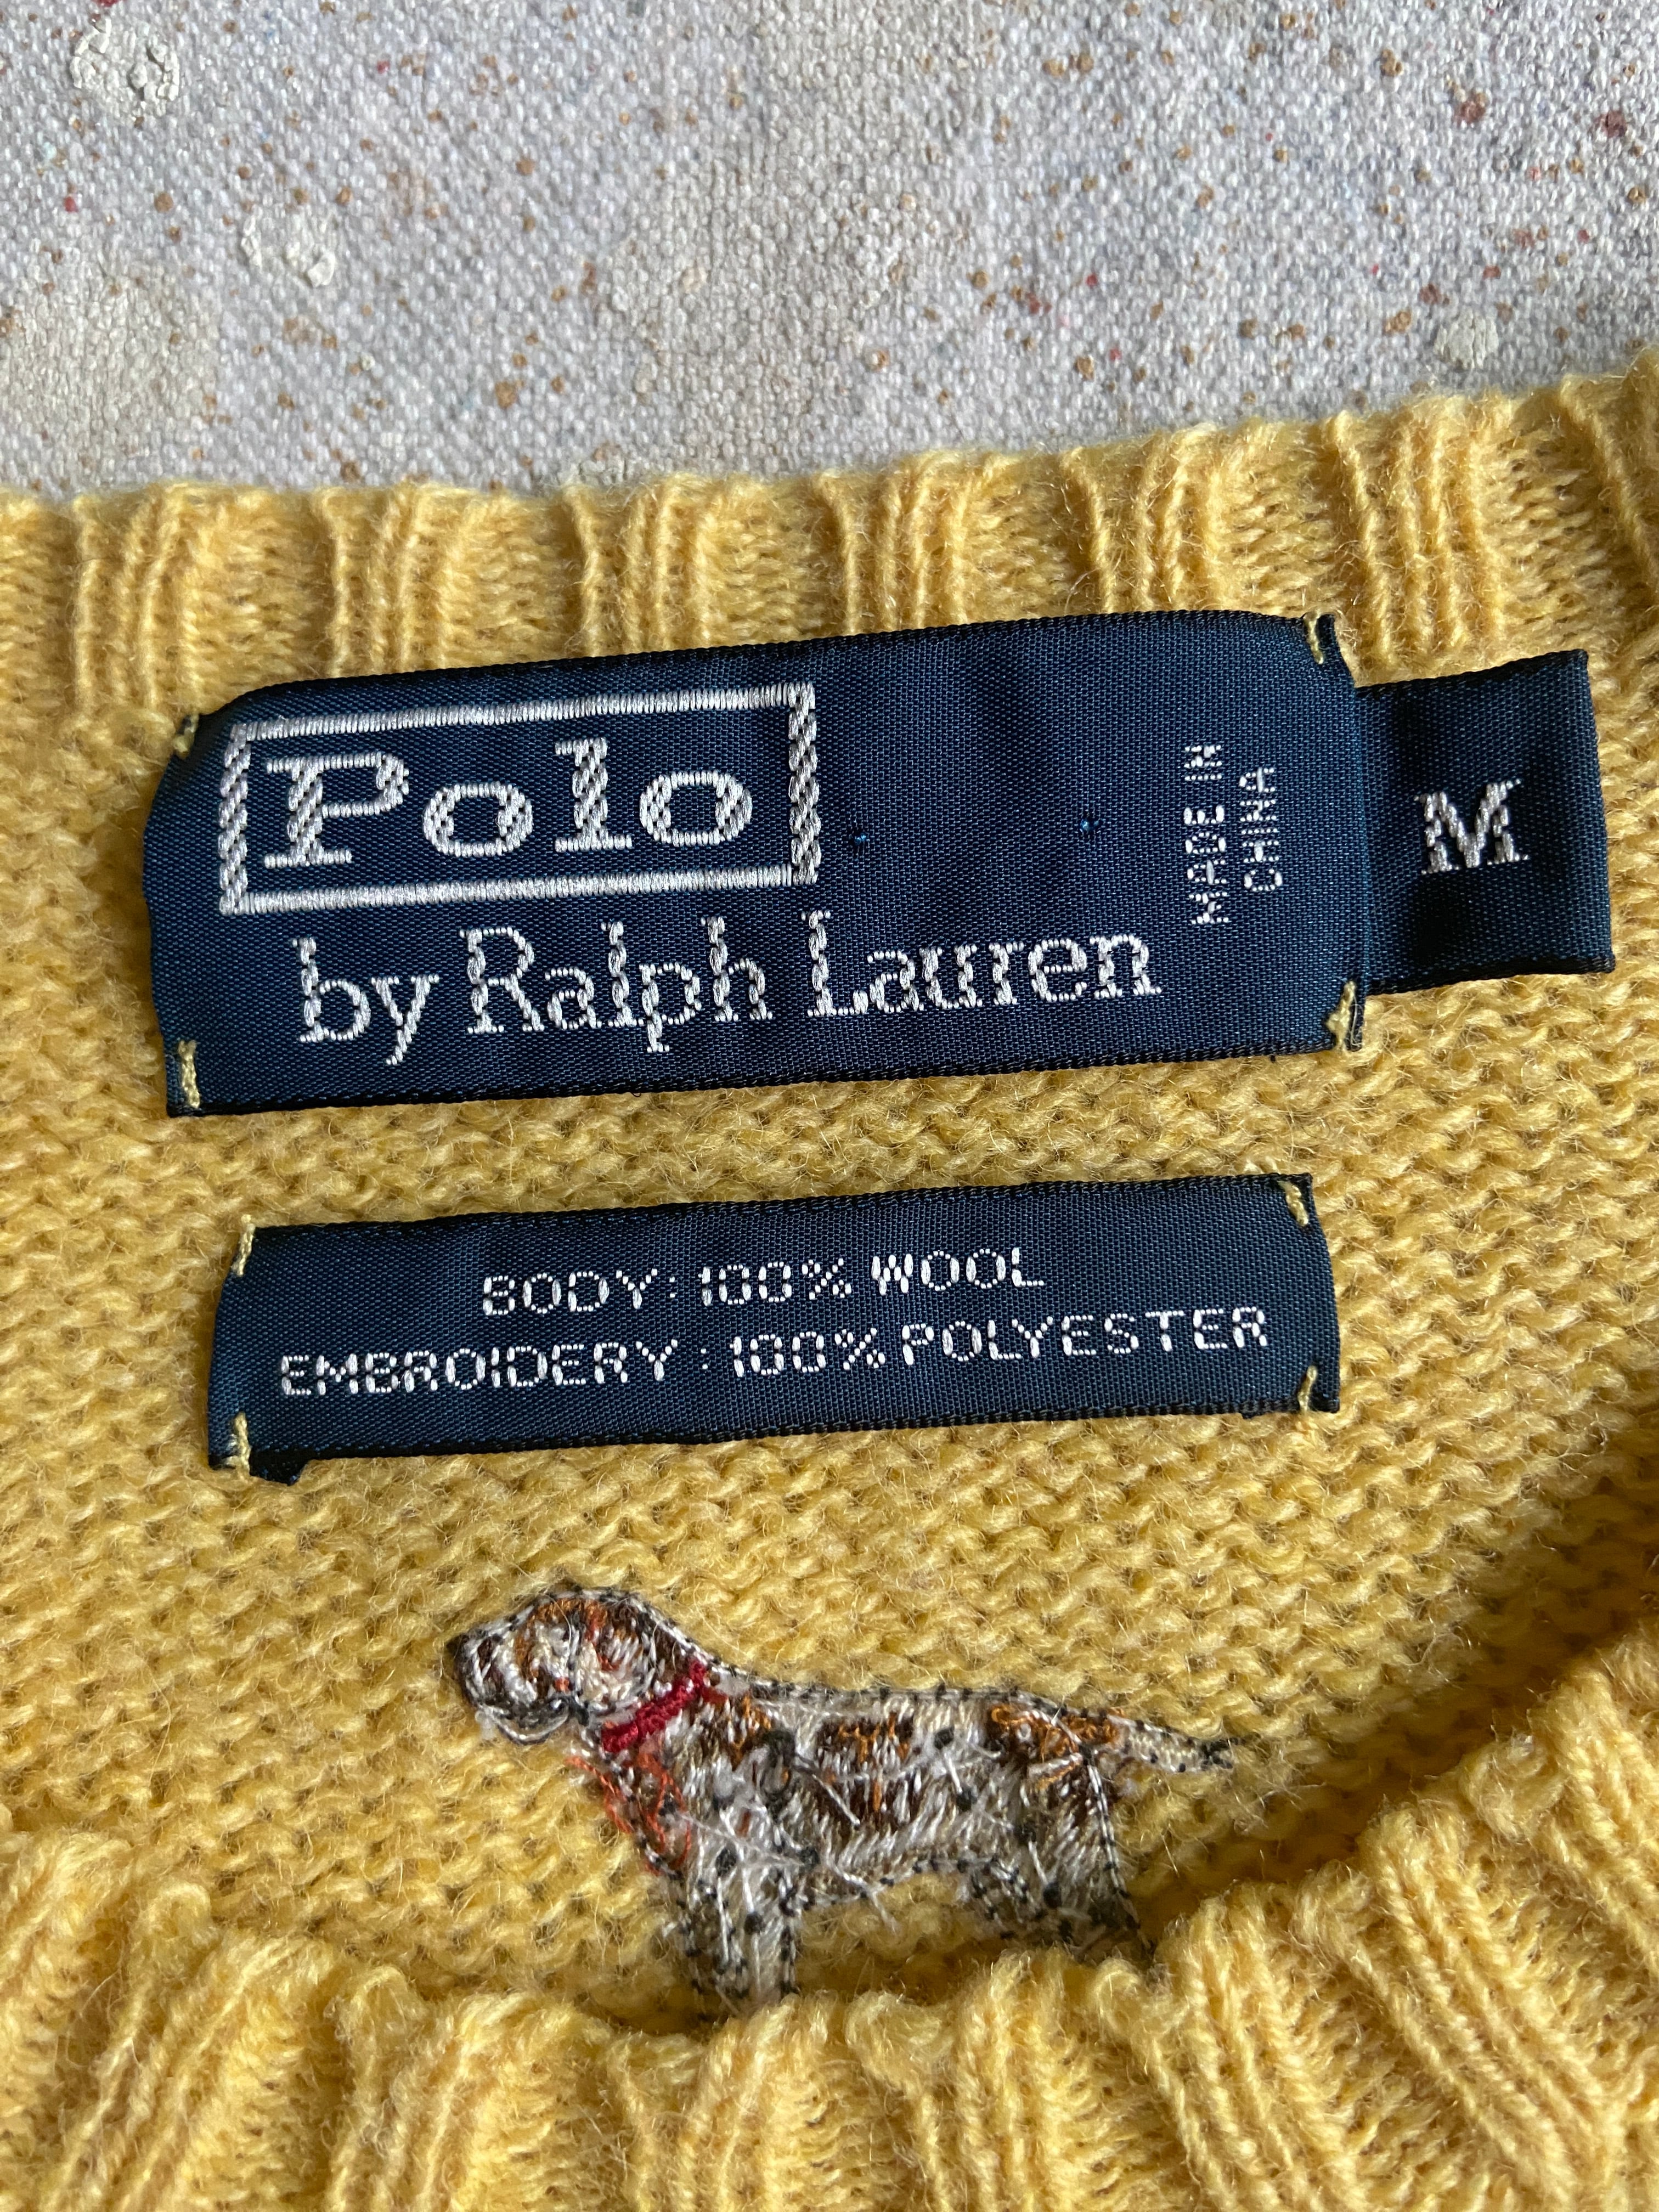 Polo
by Ralph Lauren
MADE IN
CHINA
M
BODY: 100% WOOL
EMBROIDERY : 100% POLYESTER